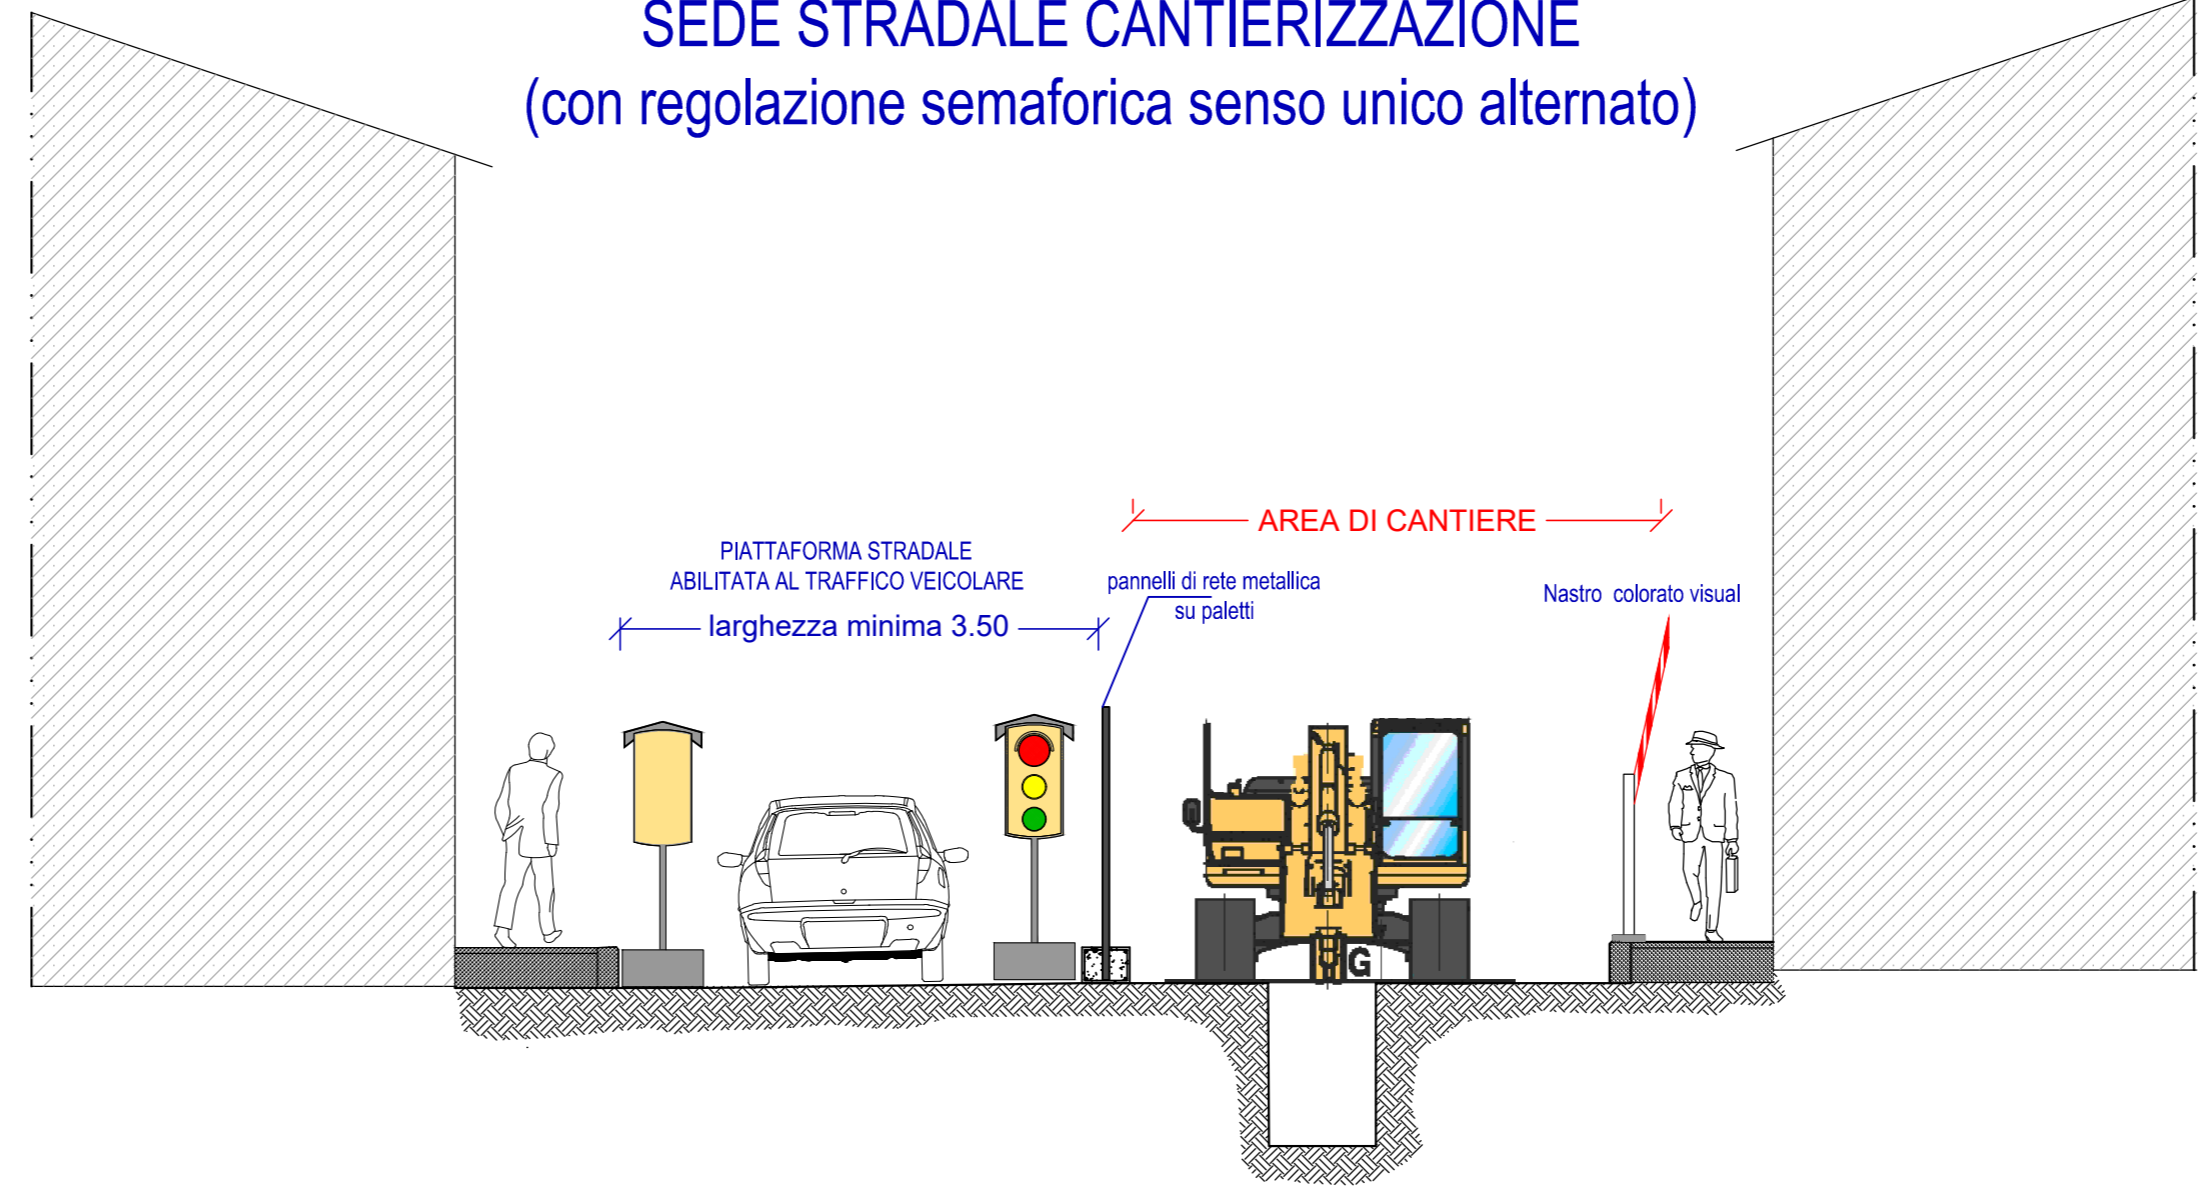 SEDE STRADALE CANTIERIZZAZIONE
(con regolazione semaforica senso unico alternato)
AREA DI CANTIERE
PIATTAFORMA STRADALE
ABILITATA AL TRAFFICO VEICOLARE
larghezza minima 3.50
pannelli di rete metallica
su paletti
Nastro colorato visual
G